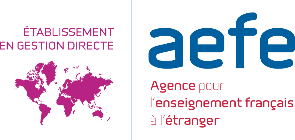 ÉTABLISSEMENT
EN GESTION DIRECTE
aefe
Agence pour
l'enseignement français
à l'étranger